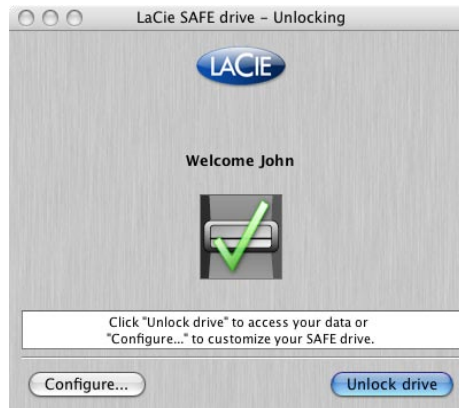 LaCie SAFE drive – Unlocking
LACIE
Welcome John
Click "Unlock drive" to access your data or
"Configure..." to customize your SAFE drive.
Configure...
Unlock drive